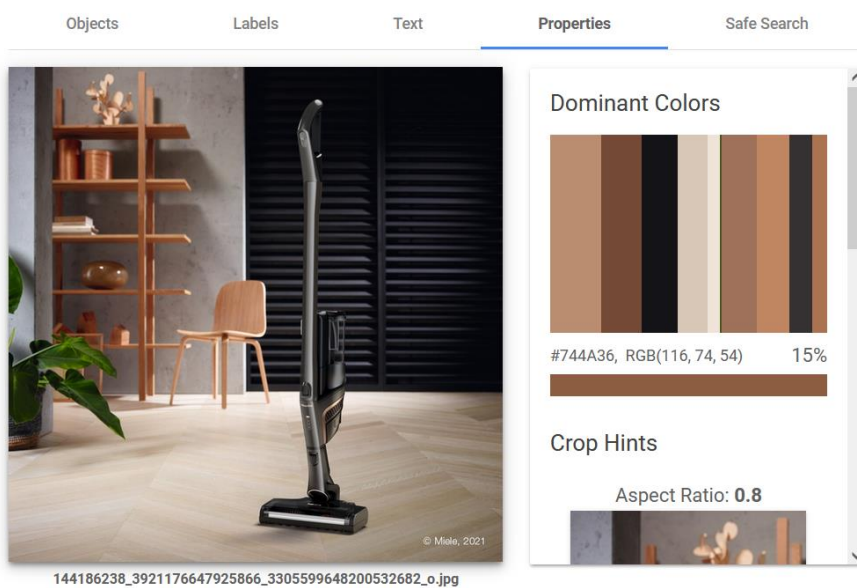 Objects Labels Text Properties Safe Search
Dominant Colors
#744A36, RGB(116, 74, 54) 15%
Crop Hints
Aspect Ratio: 0.8
© Miele, 2021
144186238_3921176647925866_3305599648200532682_o.jpg